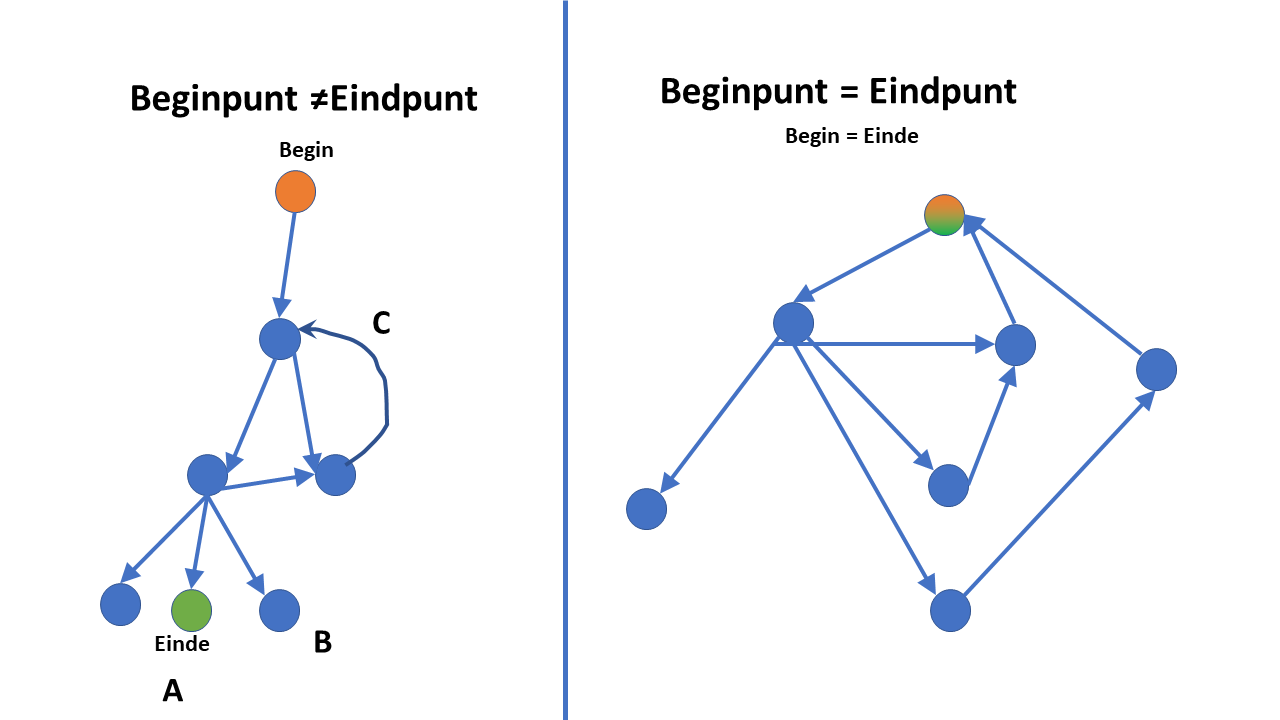 Beginpunt ≠Eindpunt
Begin
C
Einde
B
A
Beginpunt = Eindpunt
Begin = Einde